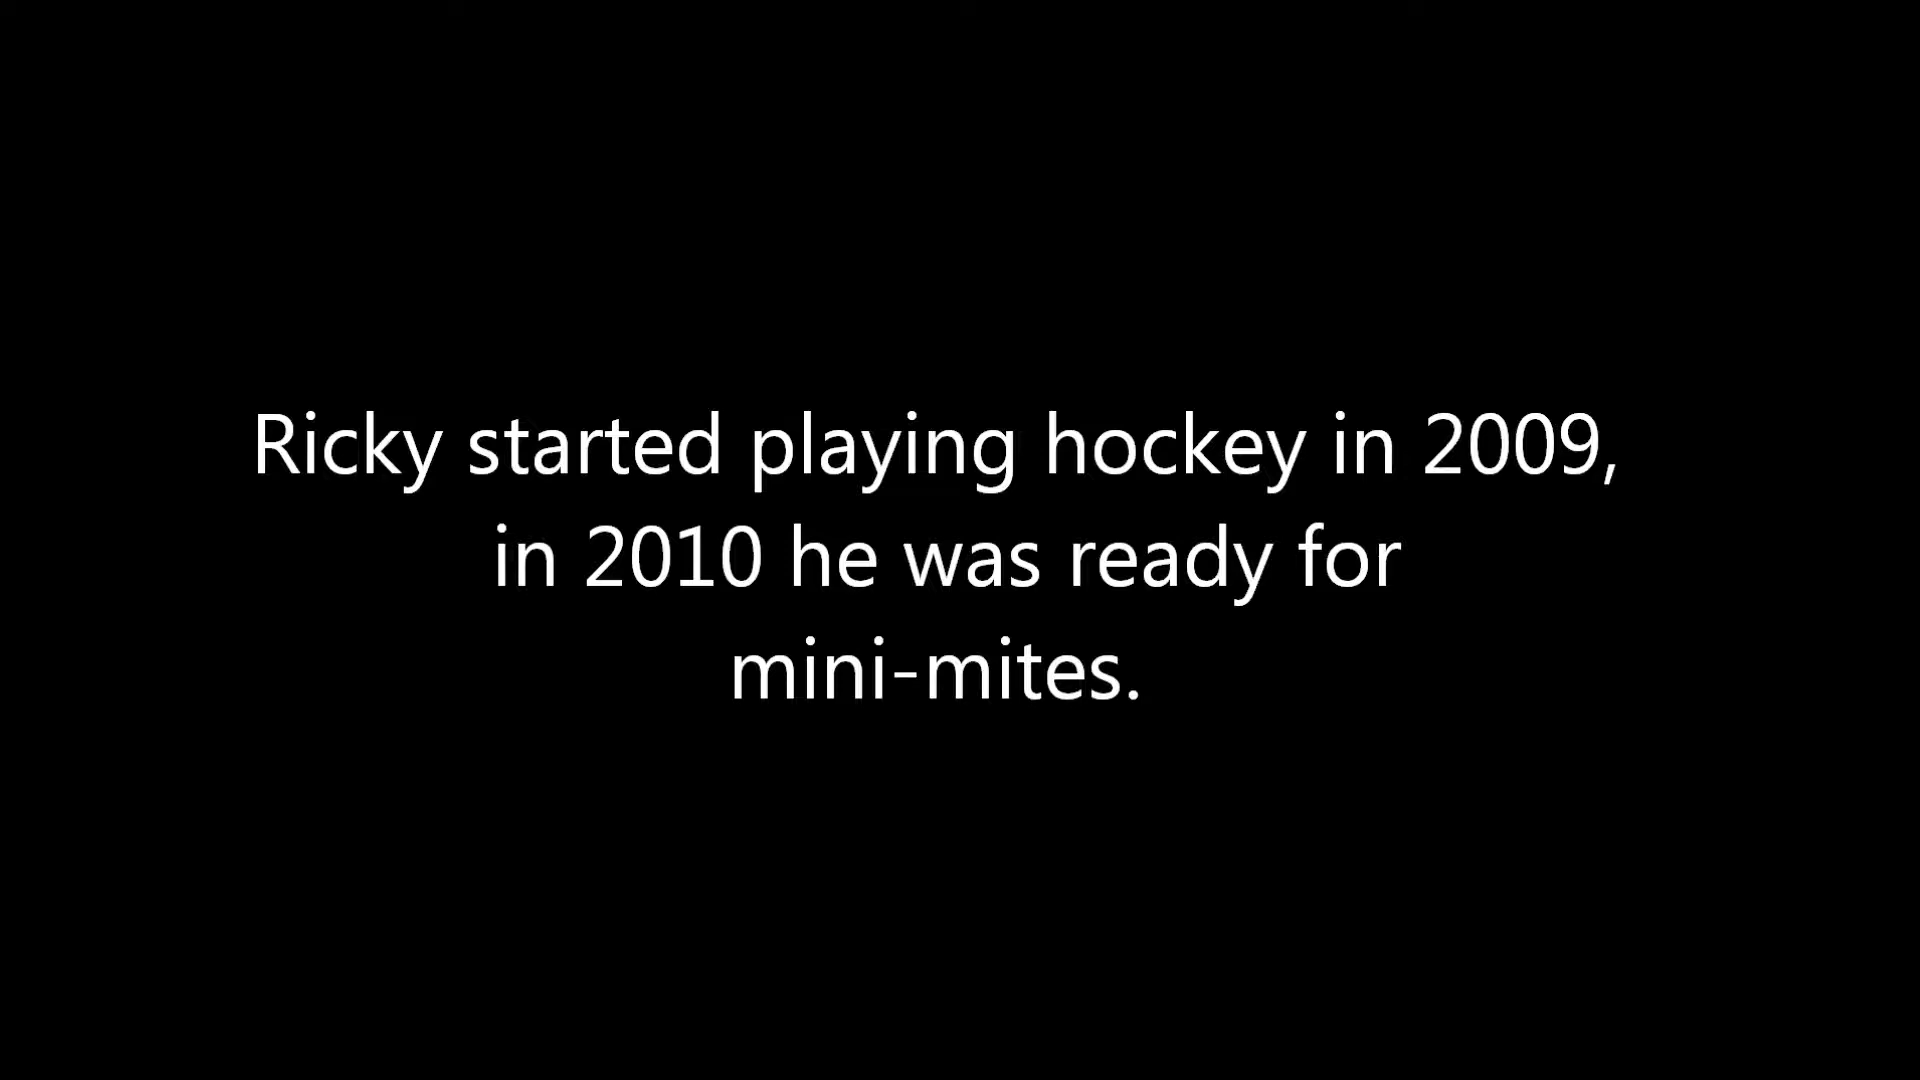 Ricky started playing hockey in 2009,
in 2010 he was ready for
mini-mites.